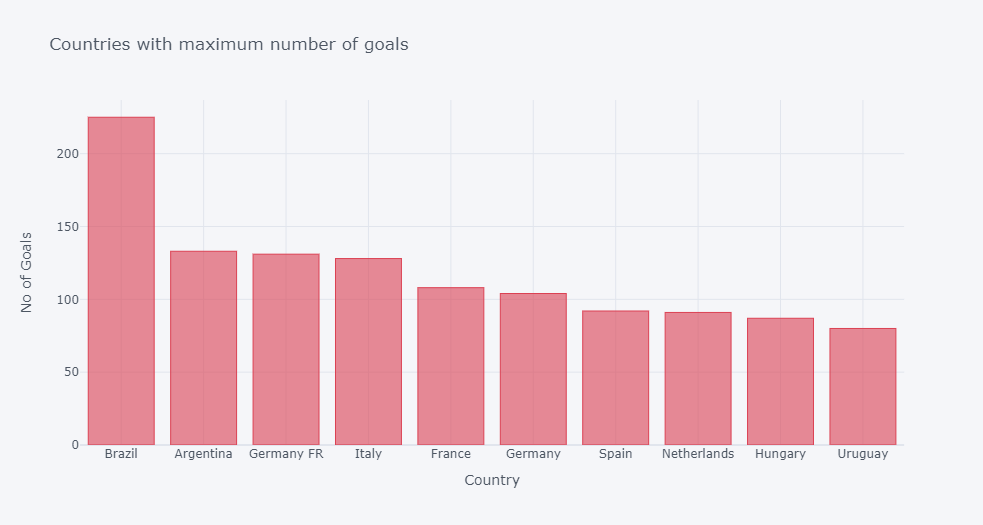 Countries with maximum number of goals
No of Goals
200
150
100
50
0
Brazil Argentina Germany FR Italy France Germany Spain Netherlands Hungary Uruguay
Country